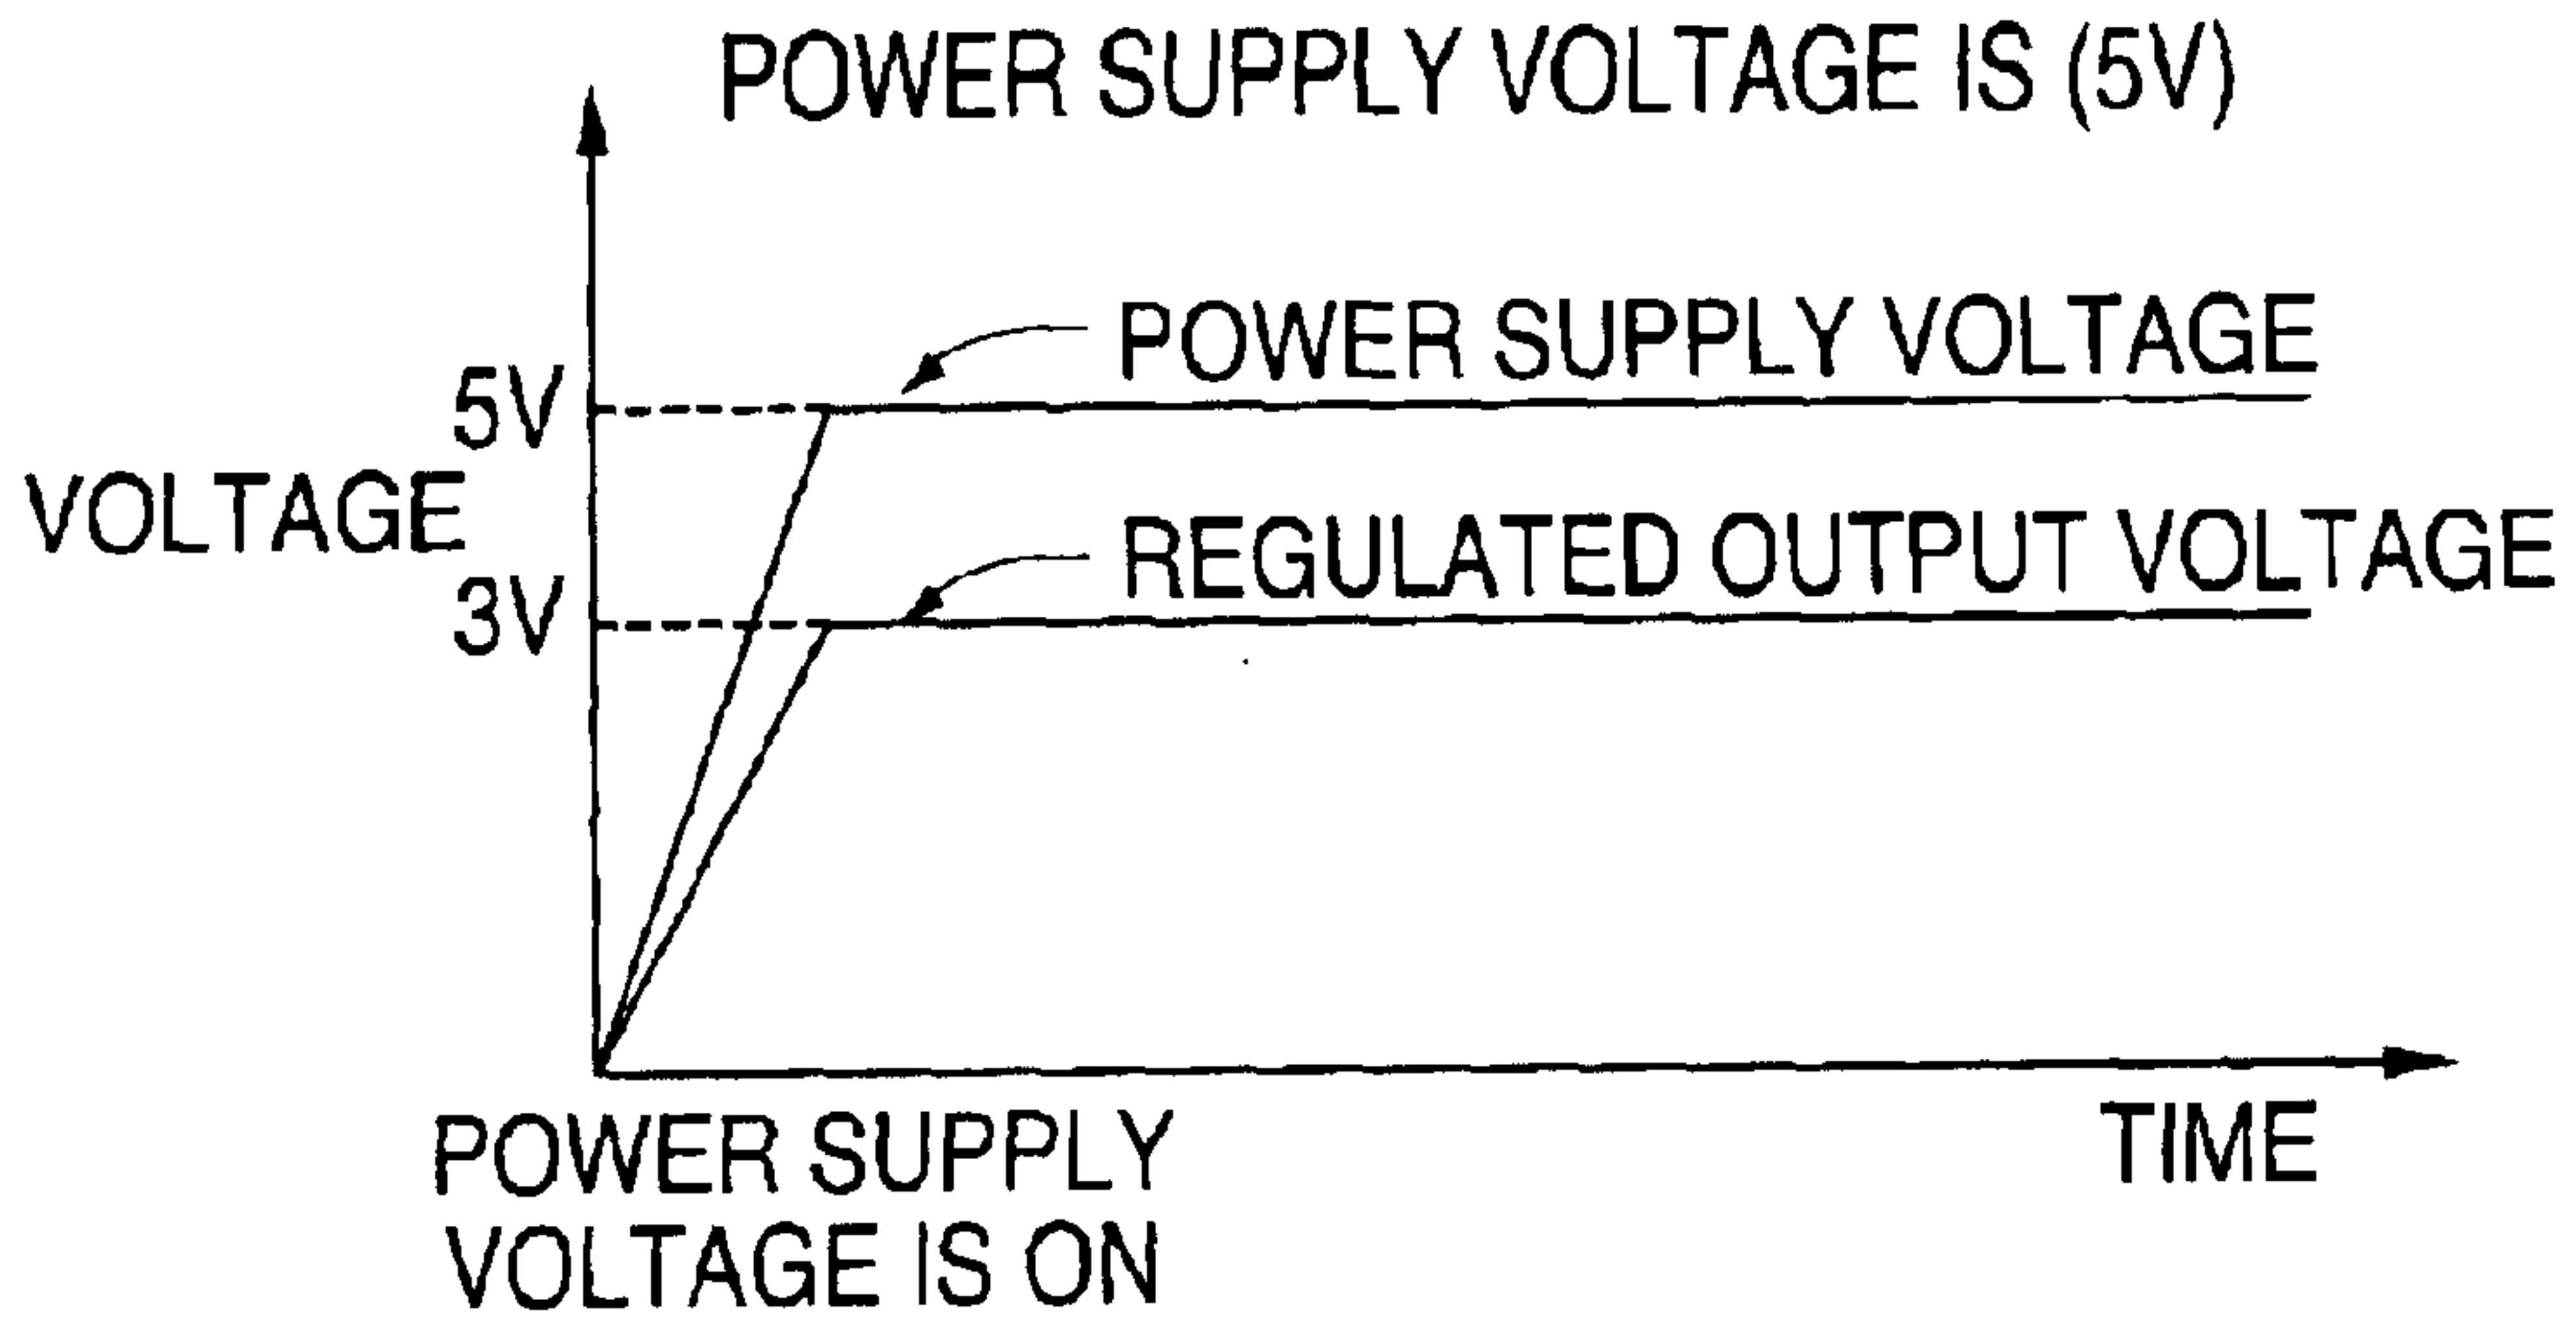 POWER SUPPLY VOLTAGE IS (5V)
POWER SUPPLY VOLTAGE
5V
VOLTAGE
REGULATED OUTPUT VOLTAGE
3V
POWER SUPPLY
VOLTAGE IS ON
TIME